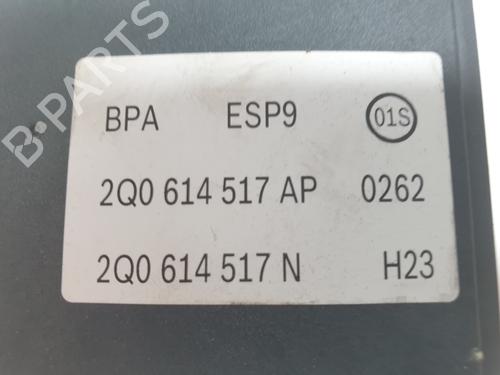 B-PARTS
BPA ESP9 01S
2Q0 614 517 AP 0262
2Q0 614 517 N H23